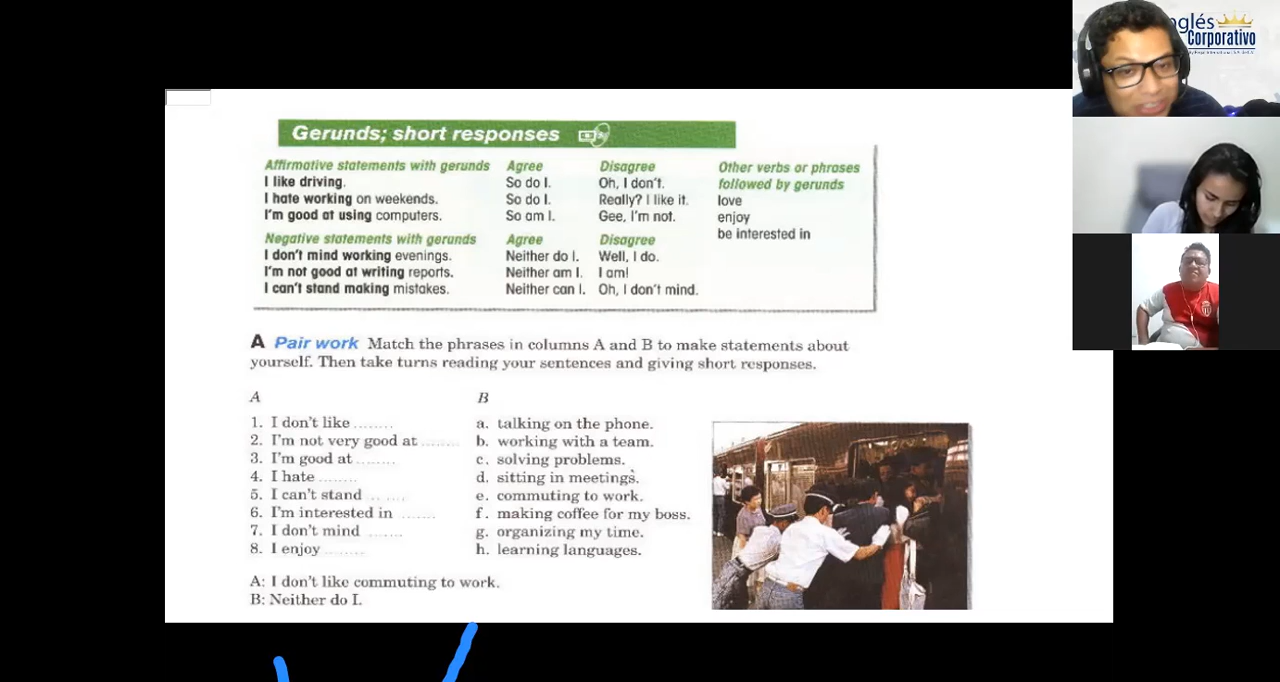 Gerunds; short responses
Affirmative statements with gerunds Agree Disagree Other verbs or phrases
I like driving. So do I. Oh, I don't. followed by gerunds
I hate working on weekends. So do I. Really? I like it. love
I'm good at using computers. So am I. Gee, I'm not. enjoy
Negative statements with gerunds Agree Disagree be interested in
I don't mind working evenings. Neither do I. Well, I do.
I'm not good at writing reports. Neither am I. I am!
I can't stand making mistakes. Neither can I. Oh, I don't mind.
A Pair work Match the phrases in columns A and B to make statements about
yourself. Then take turns reading your sentences and giving short responses.
A B
1. I don't like ........ a. talking on the phone.
2. I'm not very good at ........ b. working with a team.
3. I'm good at ........ c. solving problems.
4. I hate ........ d. sitting in meetings.
5. I can't stand ........ e. commuting to work.
6. I'm interested in ........ f. making coffee for my boss.
7. I don't mind ........ g. organizing my time.
8. I enjoy ........ h. learning languages.
A: I don't like commuting to work.
B: Neither do I.
nglés
Corporativo